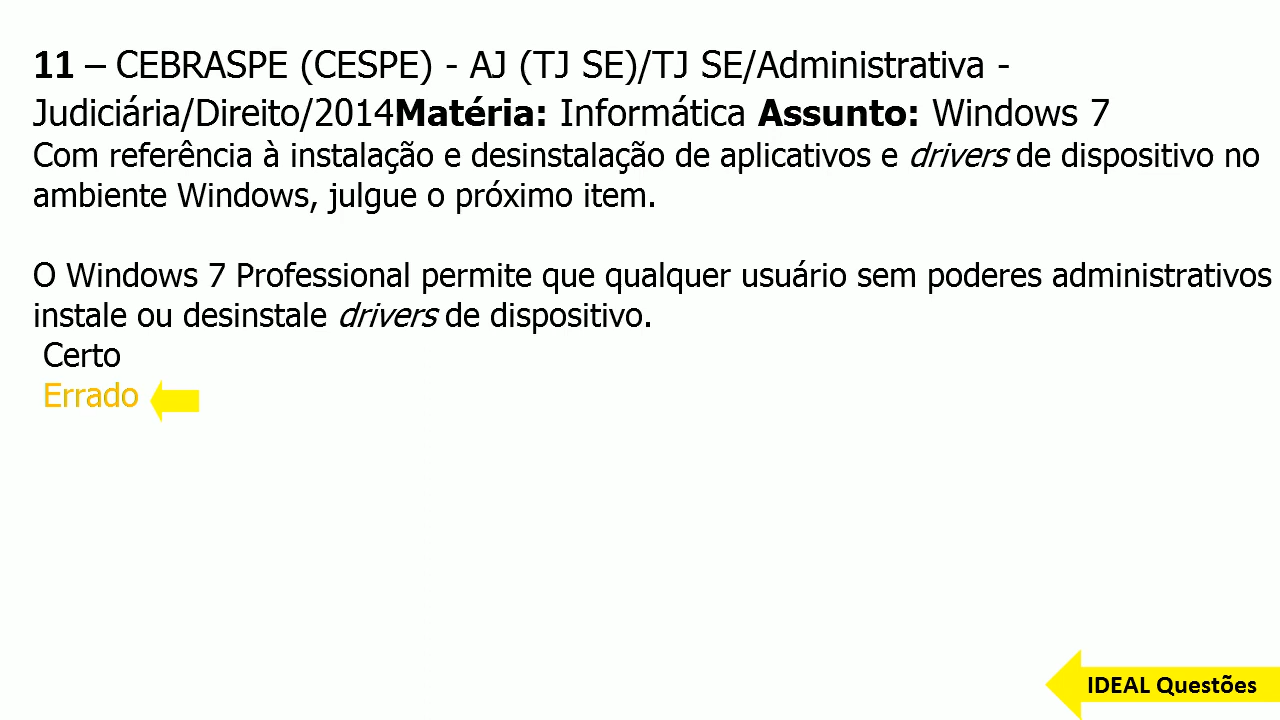 11 – CEBRASPE (CESPE) - AJ (TJ SE)/TJ SE/Administrativa -
Judiciária/Direito/2014Matéria: Informática Assunto: Windows 7
Com referência à instalação e desinstalação de aplicativos e drivers de dispositivo no
ambiente Windows, julgue o próximo item.
O Windows 7 Professional permite que qualquer usuário sem poderes administrativos
instale ou desinstale drivers de dispositivo.
Certo
Errado
IDEAL Questões